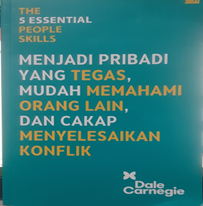 THE
5 ESSENTIAL
PEOPLE
SKILLS
MENJADI PRIBADI
YANG TEGAS,
MUDAH MEMAHAMI
ORANG LAIN,
DAN CAKAP
MENYELESAIKAN
KONFLIK
Dale
Carnegie